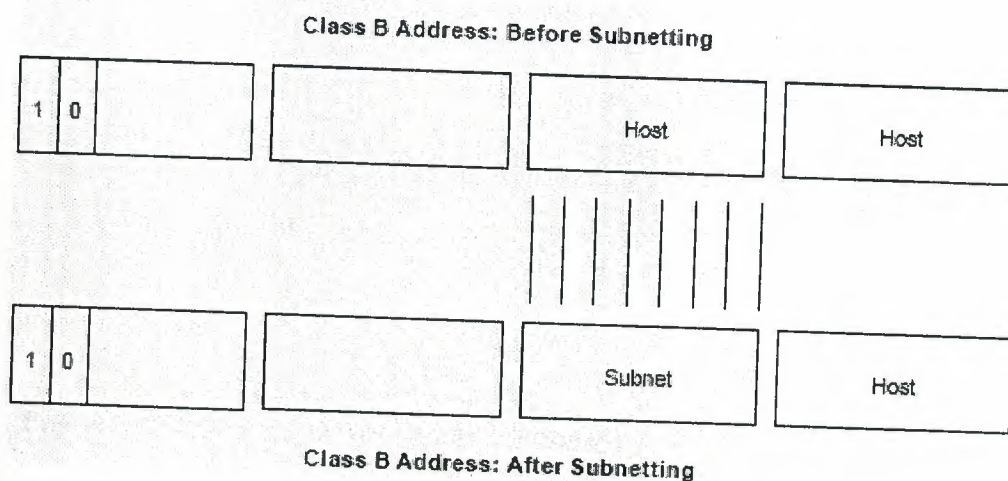 Class B Address: Before Subnetting
1 0 Host Host
1 0 Subnet Host
Class B Address: After Subnetting